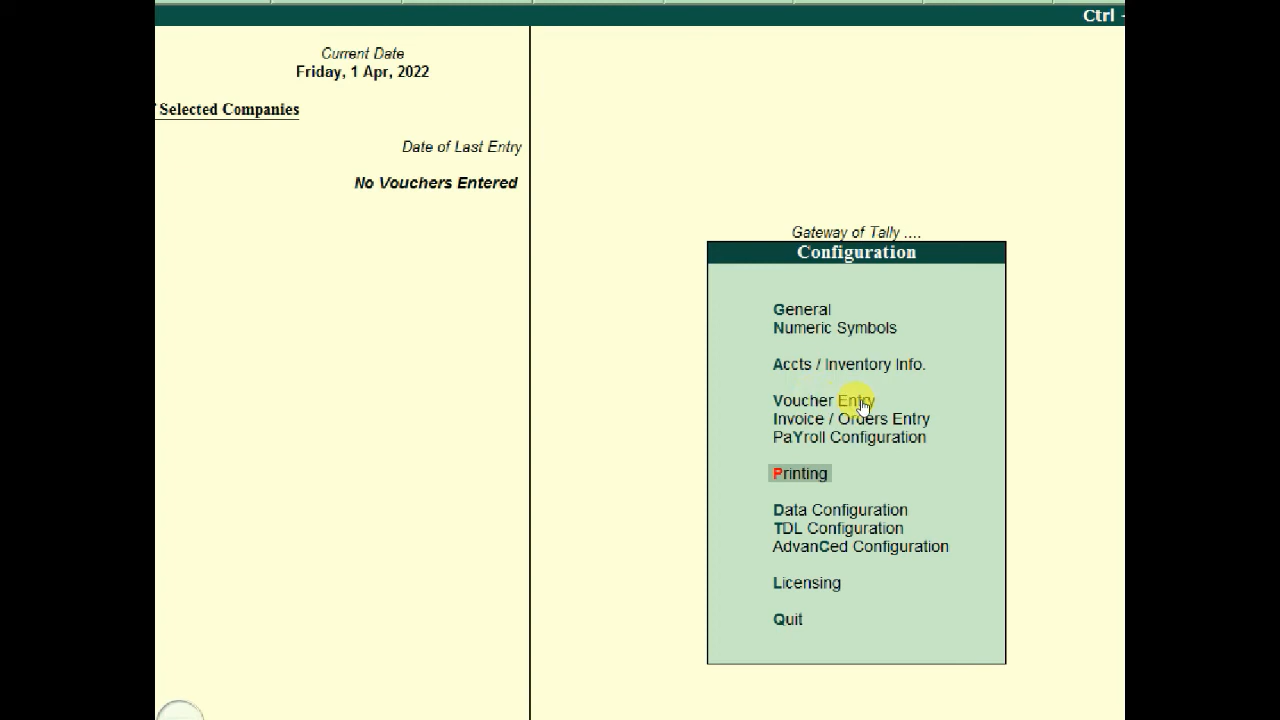 Ctrl
Current Date
Friday, 1 Apr, 2022
Selected Companies
Date of Last Entry
No Vouchers Entered
Gateway of Tally ....
Configuration
General
Numeric Symbols
Accts / Inventory Info.
Voucher Entry
Invoice / Orders Entry
PaYroll Configuration
Printing
Data Configuration
TDL Configuration
AdvanCed Configuration
Licensing
Quit